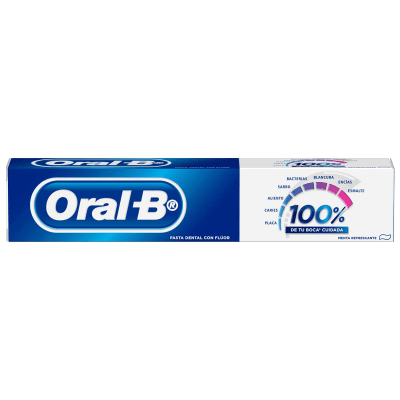 Oral-B®
PASTA DENTAL CON FLÚOR
PLACA
CARIES
ALIENTO
SARRO
BACTERIAS
BLANCURA
ENCÍAS
ESMALTE
100%
DE TU BOCA* CUIDADA
MENTA REFRESCANTE